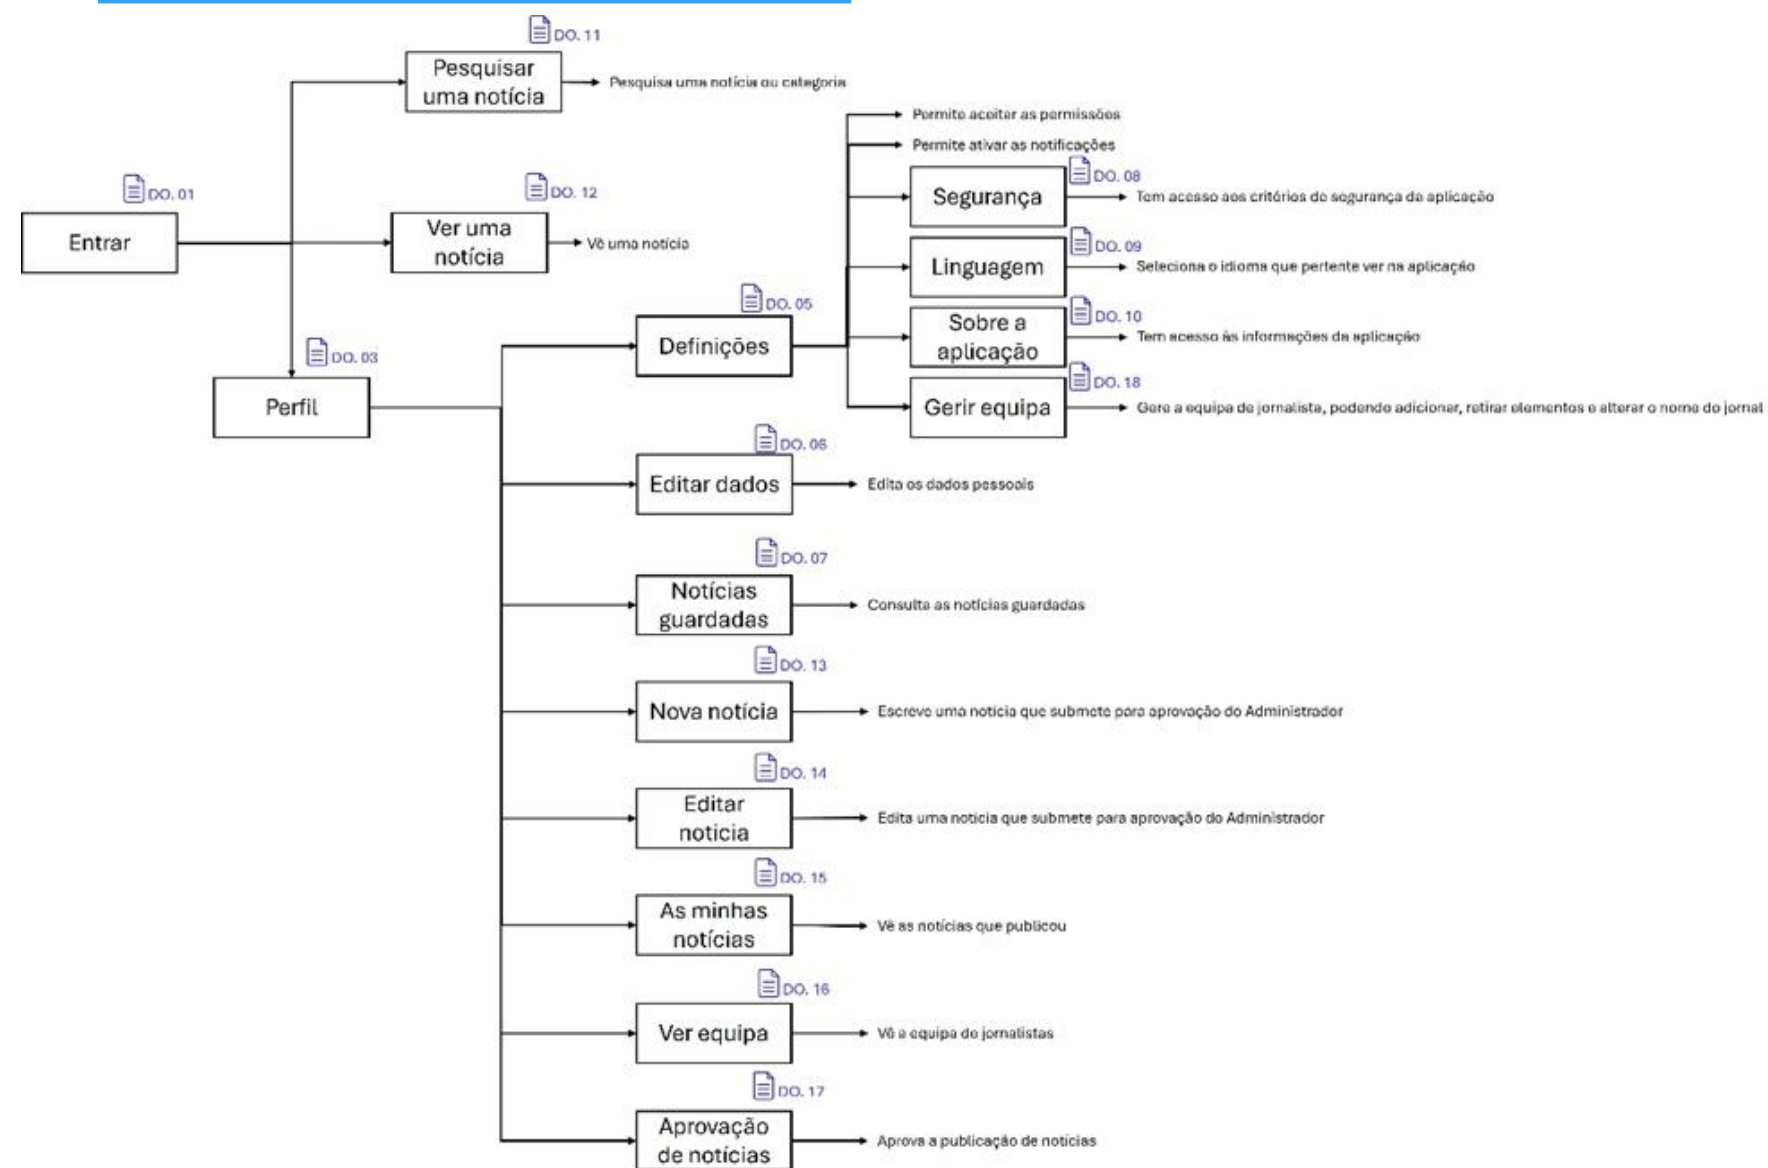 DO. 11
Pesquisar
uma notícia
Pesquisa uma notícia ou categoria
Permite aceitar as permissões
Permite ativar as notificações
DO. 01
DO. 12
DO. 08
Entrar
Ver uma
notícia
Vê uma notícia
Segurança
Tem acesso aos critérios de segurança da aplicação
DO. 09
Linguagem
Seleciona o idioma que pertente ver na aplicação
DO. 05
DO. 10
Definições
Sobre a
aplicação
Tem acesso às informações da aplicação
DO. 03
DO. 18
Perfil
Gerir equipa
Gere a equipa de jornalista, podendo adicionar, retirar elementos e alterar o nome do jornal
DO. 06
Editar dados
Edita os dados pessoais
DO. 07
Notícias
guardadas
Consulta as notícias guardadas
DO. 13
Nova notícia
Escreve uma noticia que submete para aprovação do Administrador
DO. 14
Editar
noticia
Edita uma noticia que submete para aprovação do Administrador
DO. 15
As minhas
notícias
Vê as notícias que publicou
DO. 16
Ver equipa
Vê a equipa de jornalistas
DO. 17
Aprovação
de notícias
Aprova a publicação de notícias